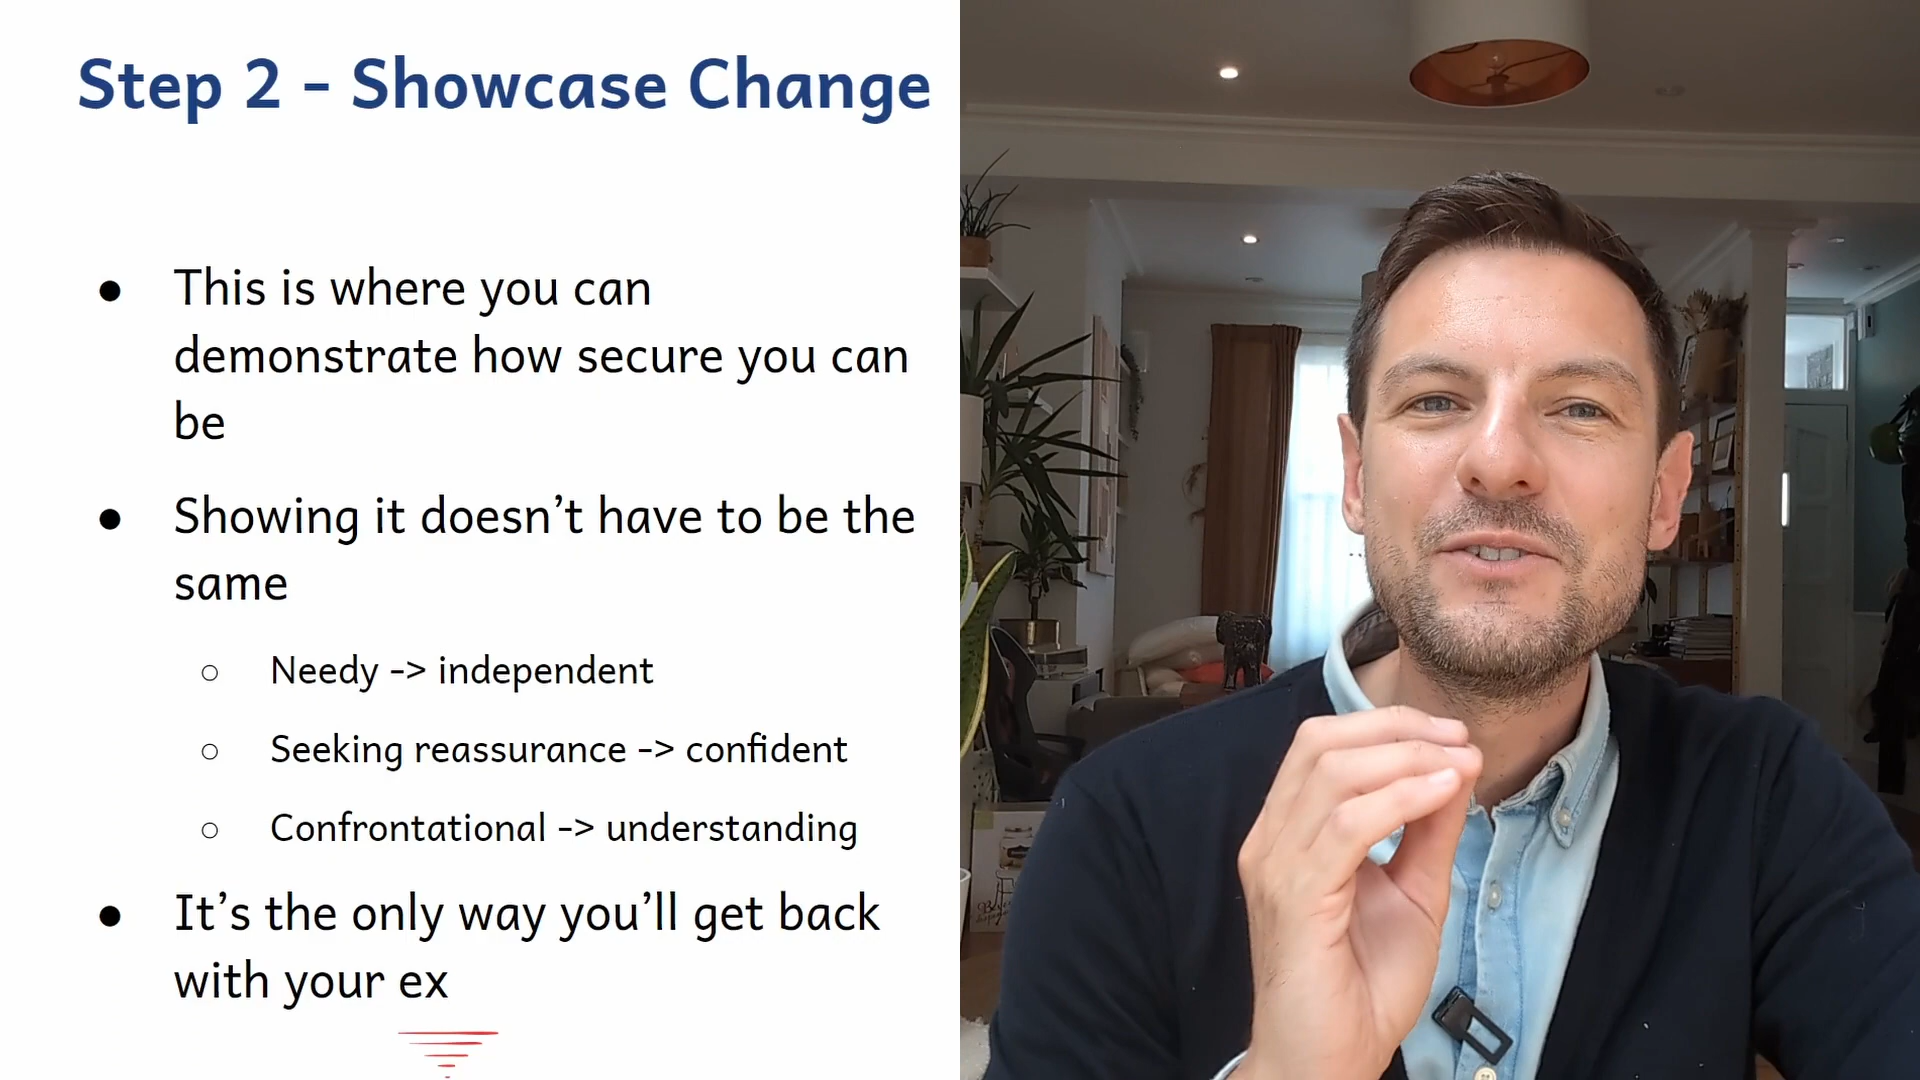 Step 2 - Showcase Change
● This is where you can
demonstrate how secure you can
be
● Showing it doesn’t have to be the
same
○ Needy -> independent
○ Seeking reassurance -> confident
○ Confrontational -> understanding
● It’s the only way you’ll get back
with your ex